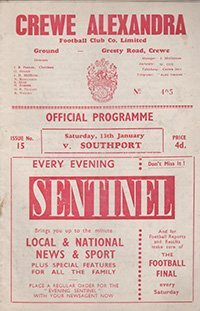 CREWE ALEXANDRA
Football Club Co. Limited
Ground — Gresty Road, Crewe
No 105
OFFICIAL PROGRAMME
ISSUE No. 15
Saturday, 13th January
v. SOUTHPORT
PRICE 4d.
EVERY EVENING
Don't Miss it !
SENTINEL
Brings you up to the minute
LOCAL & NATIONAL
NEWS & SPORT
PLUS SPECIAL FEATURES
FOR ALL THE FAMILY
PLACE A REGULAR ORDER FOR THE
"EVENING SENTINEL"
WITH YOUR NEWSAGENT NOW
And for
Football Reports
and Results
make sure of
THE
FOOTBALL
FINAL
every
Saturday